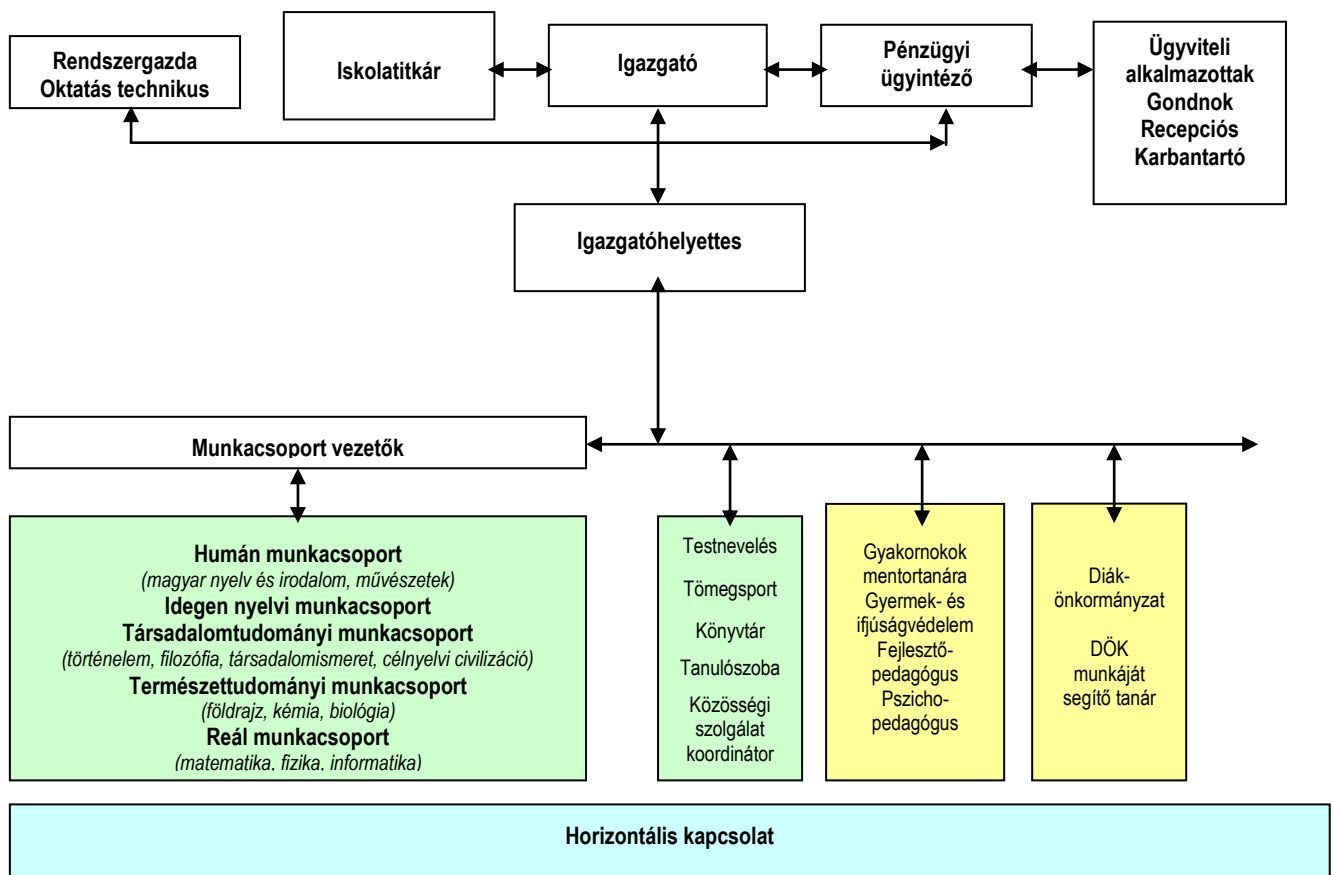 Rendszergazda
Oktatás technikus
Iskolatitkár
Igazgató
Pénzügyi
ügyintéző
Ügyviteli
alkalmazottak
Gondnok
Recepciós
Karbantartó
Igazgatóhelyettes
Munkacsoport vezetők
Humán munkacsoport
(magyar nyelv és irodalom, művészetek)
Idegen nyelvi munkacsoport
Társadalomtudományi munkacsoport
(történelem, filozófia, társadalomismeret, célnyelvi civilizáció)
Természettudományi munkacsoport
(földrajz, kémia, biológia)
Reál munkacsoport
(matematika, fizika, informatika)
Testnevelés
Tömegsport
Könyvtár
Tanulószoba
Közösségi
szolgálat
koordinátor
Gyakornokok
mentortanára
Gyermek- és
ifjúságvédelem
Fejlesztő-
pedagógus
Pszicho-
pedagógus
Diák-
önkormányzat
DÖK
munkáját
segítő tanár
Horizontális kapcsolat